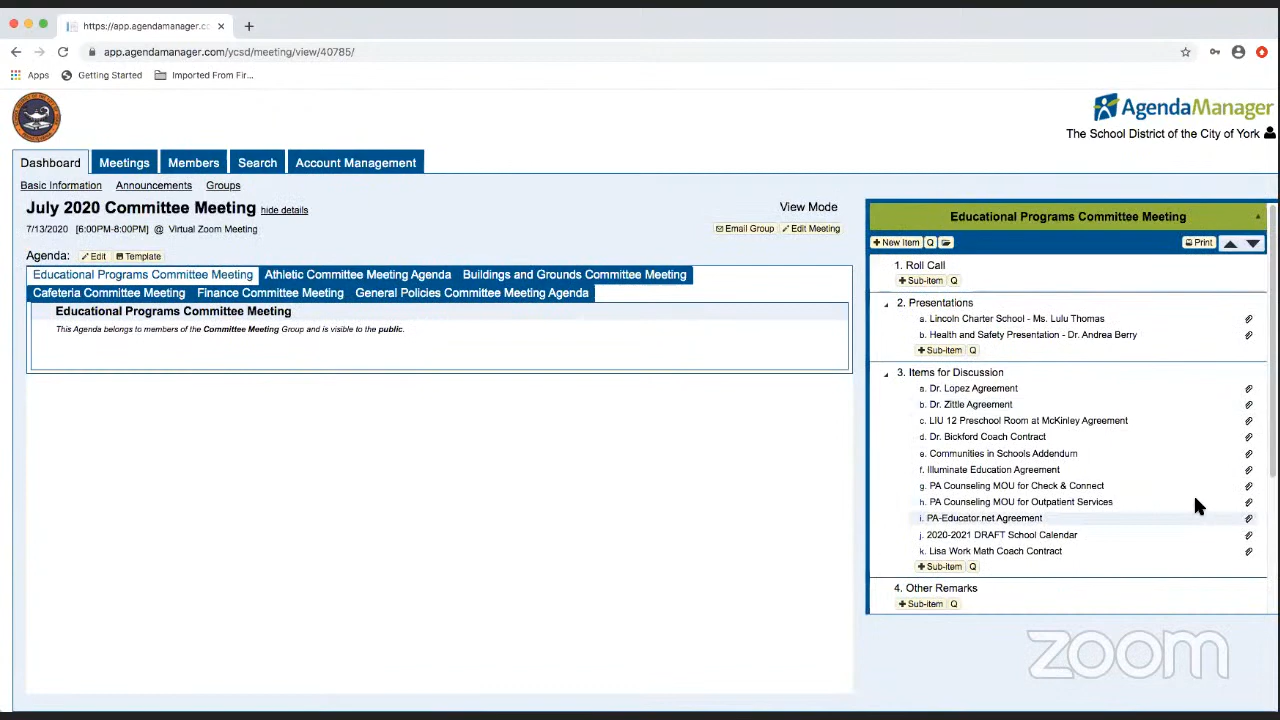 https://app.agendamanager.cc
app.agendamanager.com/ycsd/meeting/view/40785/
Apps Getting Started Imported From Fir...
AgendaManager
The School District of the City of York
Dashboard Meetings Members Search Account Management
Basic Information Announcements Groups
July 2020 Committee Meeting hide details
View Mode
7/13/2020 [6:00PM-8:00PM] @ Virtual Zoom Meeting
Email Group Edit Meeting
Agenda: Edit Template
Educational Programs Committee Meeting Athletic Committee Meeting Agenda Buildings and Grounds Committee Meeting
Cafeteria Committee Meeting Finance Committee Meeting General Policies Committee Meeting Agenda
Educational Programs Committee Meeting
This Agenda belongs to members of the Committee Meeting Group and is visible to the public.
Educational Programs Committee Meeting
New Item Q Print
1. Roll Call
Sub-item Q
2. Presentations
a. Lincoln Charter School - Ms. Lulu Thomas
b. Health and Safety Presentation - Dr. Andrea Berry
Sub-item Q
3. Items for Discussion
a. Dr. Lopez Agreement
b. Dr. Zittle Agreement
c. LIU 12 Preschool Room at McKinley Agreement
d. Dr. Bickford Coach Contract
e. Communities in Schools Addendum
f. Illuminate Education Agreement
g. PA Counseling MOU for Check & Connect
h. PA Counseling MOU for Outpatient Services
i. PA-Educator.net Agreement
j. 2020-2021 DRAFT School Calendar
k. Lisa Work Math Coach Contract
Sub-item Q
4. Other Remarks
Sub-item Q
zoom